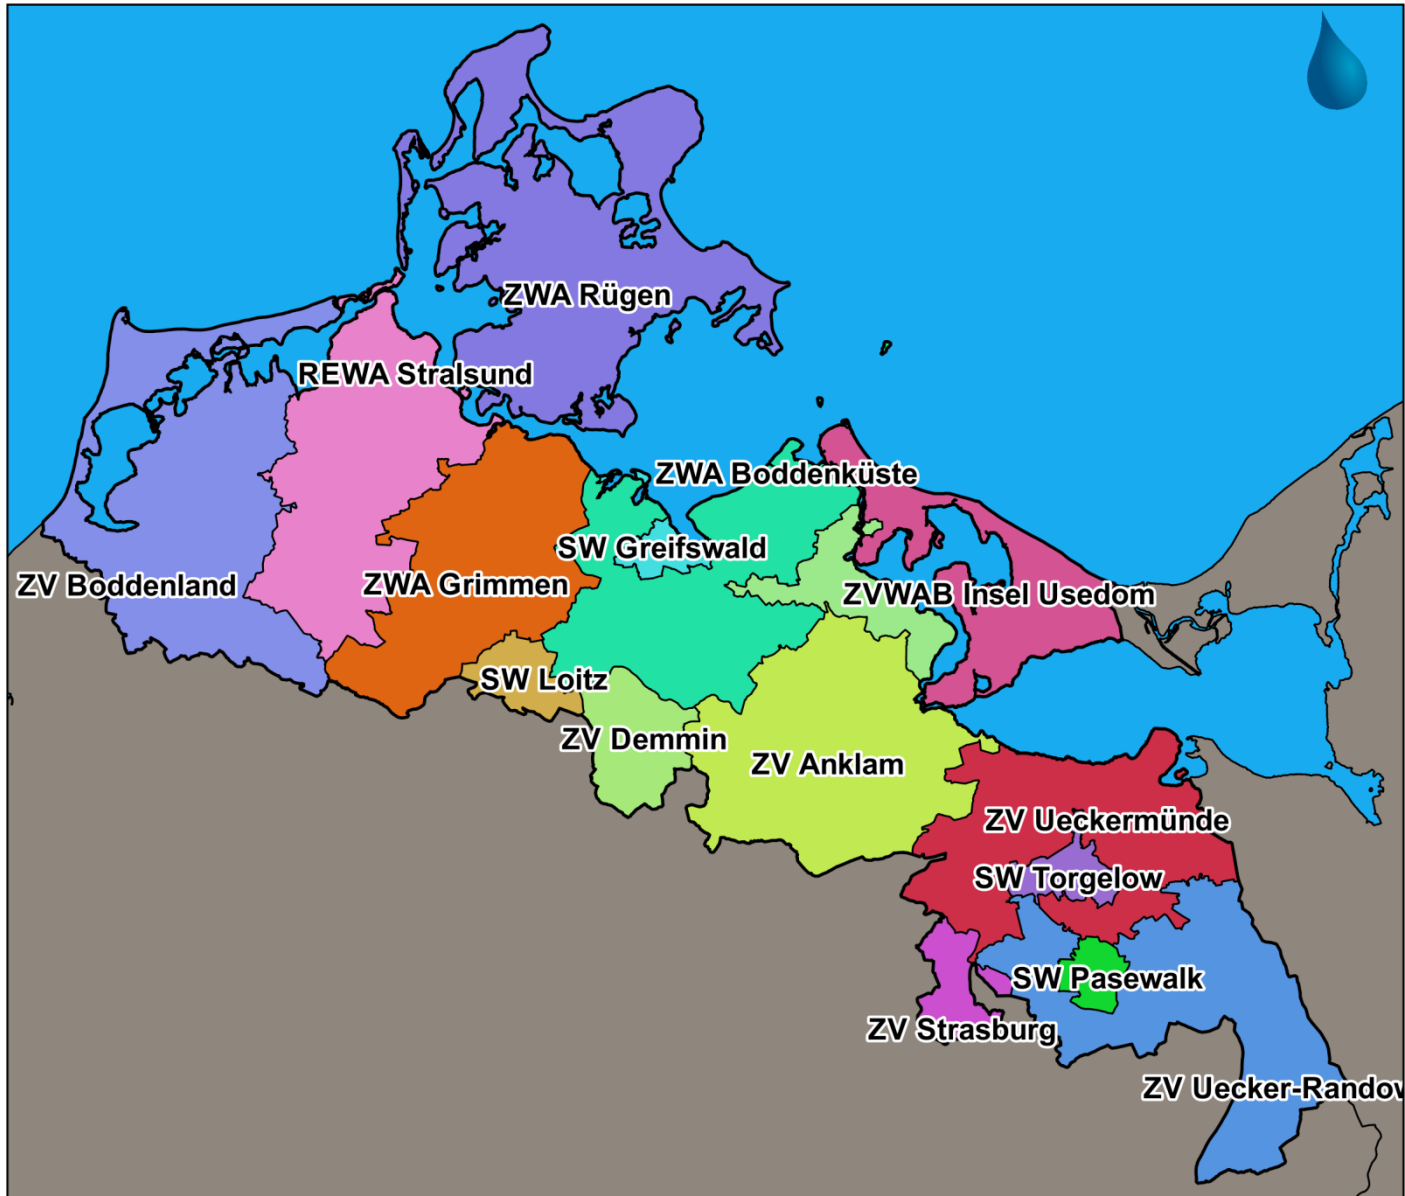 ZWA Rügen
REWA Stralsund
ZWA Boddenküste
SW Greifswald
ZV Boddenland
ZWA Grimmen
ZVWAB Insel Usedom
SW Loitz
ZV Demmin
ZV Anklam
ZV Ueckermünde
SW Torgelow
SW Pasewalk
ZV Strasburg
ZV Uecker-Randow